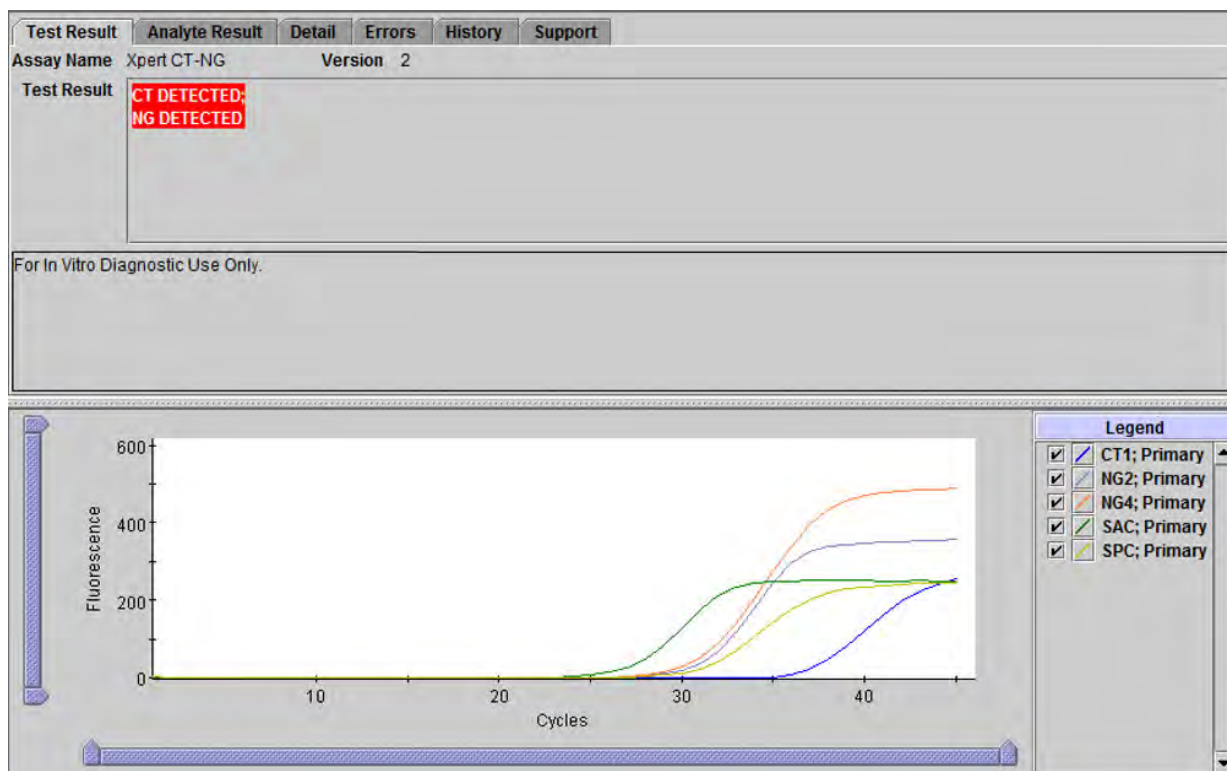 Test Result Analyte Result Detail Errors History Support
Assay Name Xpert CT-NG Version 2
Test Result
CT DETECTED;
NG DETECTED
For In Vitro Diagnostic Use Only.
600
400
200
0
Fluorescence
10 20 30 40
Cycles
Legend
CT1; Primary
NG2; Primary
NG4; Primary
SAC; Primary
SPC; Primary